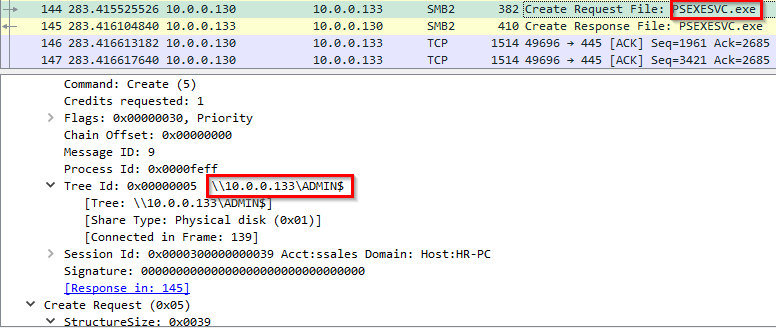 144 283.415525526 10.0.0.130 10.0.0.133 SMB2 382 Create Request File: PSEXESVC.exe
145 283.416104840 10.0.0.133 10.0.0.130 SMB2 410 Create Response File: PSEXESVC.exe
146 283.416613182 10.0.0.130 10.0.0.133 TCP 1514 49696 → 445 [ACK] Seq=1961 Ack=2685
147 283.416617640 10.0.0.130 10.0.0.133 TCP 1514 49696 → 445 [ACK] Seq=3421 Ack=2685
Command: Create (5)
Credits requested: 1
Flags: 0x00000030, Priority
Chain Offset: 0x00000000
Message ID: 9
Process Id: 0x0000feff
Tree Id: 0x00000005 \\10.0.0.133\ADMIN$
[Tree: \\10.0.0.133\ADMIN$]
[Share Type: Physical disk (0x01)]
[Connected in Frame: 139]
Session Id: 0x0000300000000039 Acct:ssales Domain: Host:HR-PC
Signature: 00000000000000000000000000000000
[Response in: 145]
Create Request (0x05)
StructureSize: 0x0039